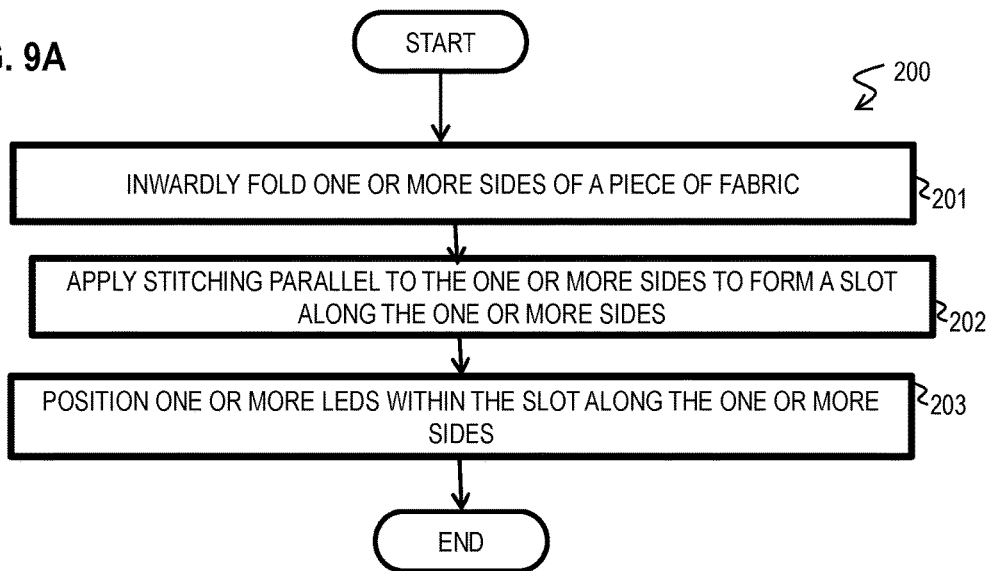 START
. 9A
200
INWARDLY FOLD ONE OR MORE SIDES OF A PIECE OF FABRIC
201
APPLY STITCHING PARALLEL TO THE ONE OR MORE SIDES TO FORM A SLOT
ALONG THE ONE OR MORE SIDES
202
POSITION ONE OR MORE LEDS WITHIN THE SLOT ALONG THE ONE OR MORE
SIDES
203
END